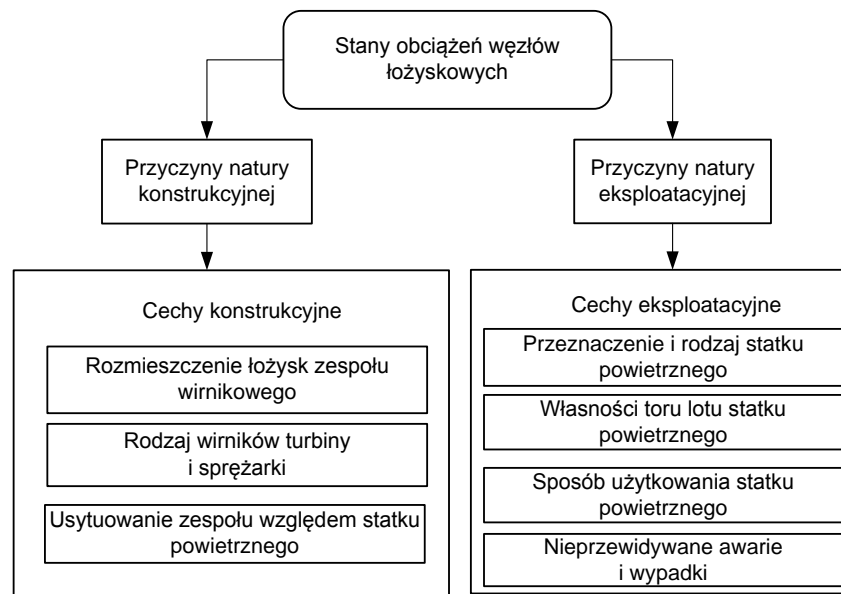 Stany obciążeń węzłów
łożyskowych
Przyczyny natury
konstrukcyjnej
Przyczyny natury
eksploatacyjnej
Cechy konstrukcyjne
Rozmieszczenie łożysk zespołu
wirnikowego
Rodzaj wirników turbiny
i sprężarki
Usytuowanie zespołu względem statku
powietrznego
Cechy eksploatacyjne
Przeznaczenie i rodzaj statku
powietrznego
Własności toru lotu statku
powietrznego
Sposób użytkowania statku
powietrznego
Nieprzewidywane awarie
i wypadki